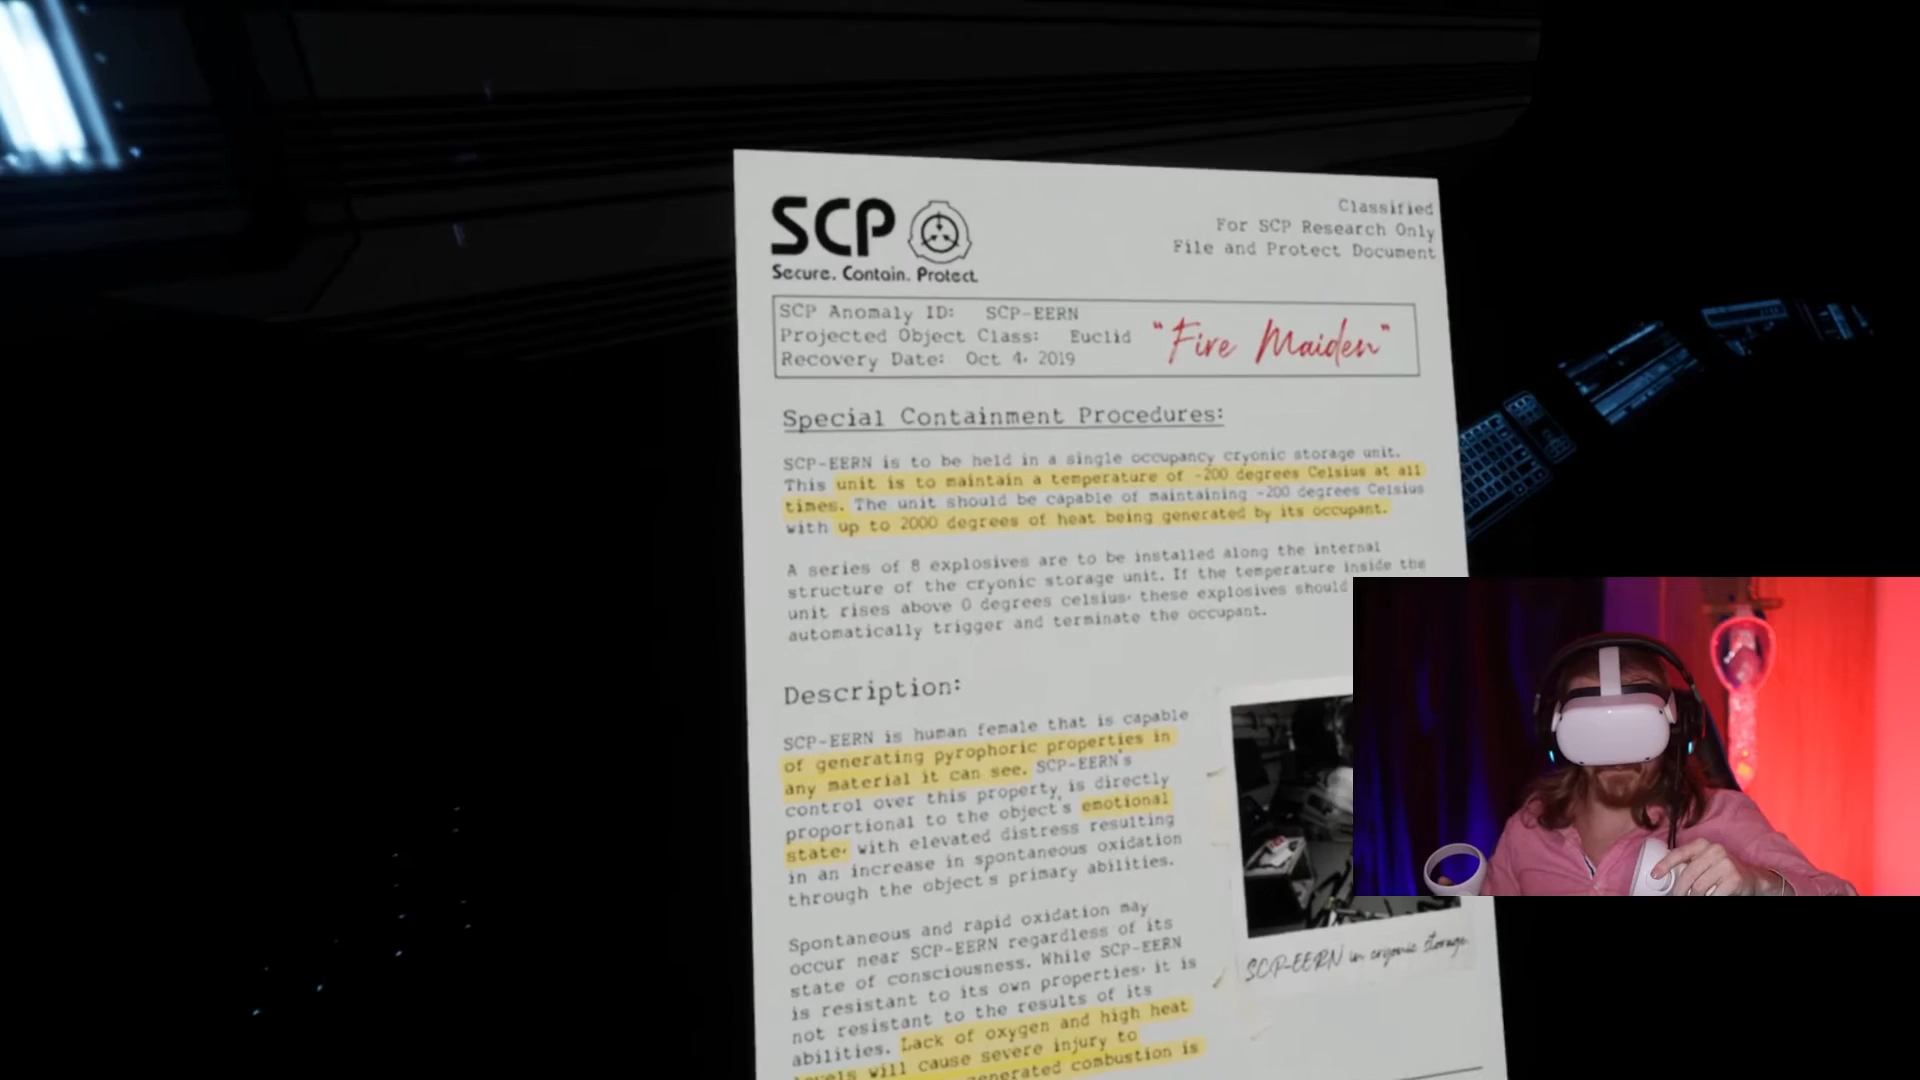 SCP
Secure. Contain. Protect.
Classified
For SCP Research Only
File and Protect Document
SCP Anomaly ID: SCP-EERN
Projected Object Class: Euclid
Recovery Date: Oct 4, 2019
"Fire Maiden"
Special Containment Procedures:
SCP-EERN is to be held in a single occupancy cryonic storage unit.
This unit is to maintain a temperature of -200 degrees Celsius at all
times. The unit should be capable of maintaining -200 degrees Celsius
with up to 2000 degrees of heat being generated by its occupant.
A series of 8 explosives are to be installed along the internal
structure of the cryonic storage unit. If the temperature inside the
unit rises above 0 degrees celsius, these explosives should
automatically trigger and terminate the occupant.
Description:
SCP-EERN is human female that is capable
of generating pyrophoric properties in
any material it can see. SCP-EERN's
control over this property is directly
proportional to the object's emotional
state, with elevated distress resulting
in an increase in spontaneous oxidation
through the object's primary abilities.
Spontaneous and rapid oxidation may
occur near SCP-EERN regardless of its
state of consciousness. While SCP-EERN
is resistant to its own properties, it is
not resistant to the results of its
abilities. Lack of oxygen and high heat
levels will cause severe injury to
generated combustion is
SCP-EERN in cryonic storage.